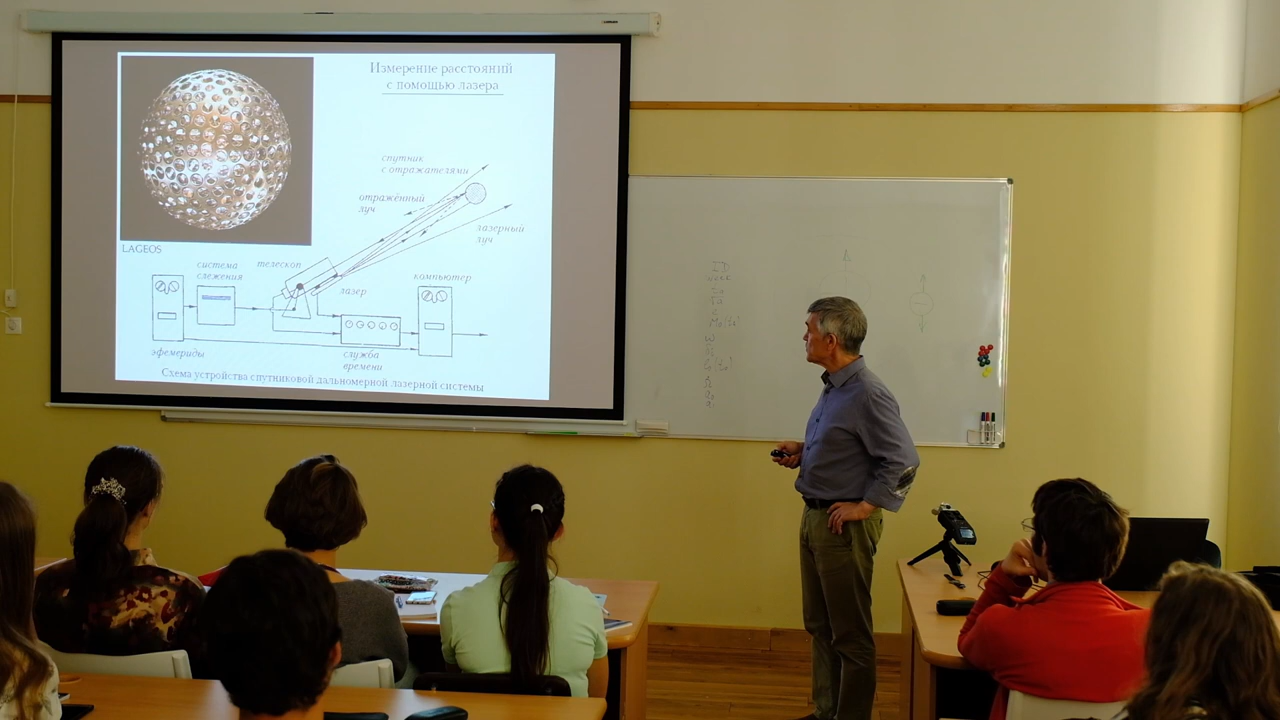 Измерение расстояний
с помощью лазера
спутник
с отражателями
отражённый
луч
лазерный
луч
LAGEOS
система
слежения
телескоп
компьютер
лазер
эфемериды
служба
времени
Схема устройства спутниковой дальномерной лазерной системы